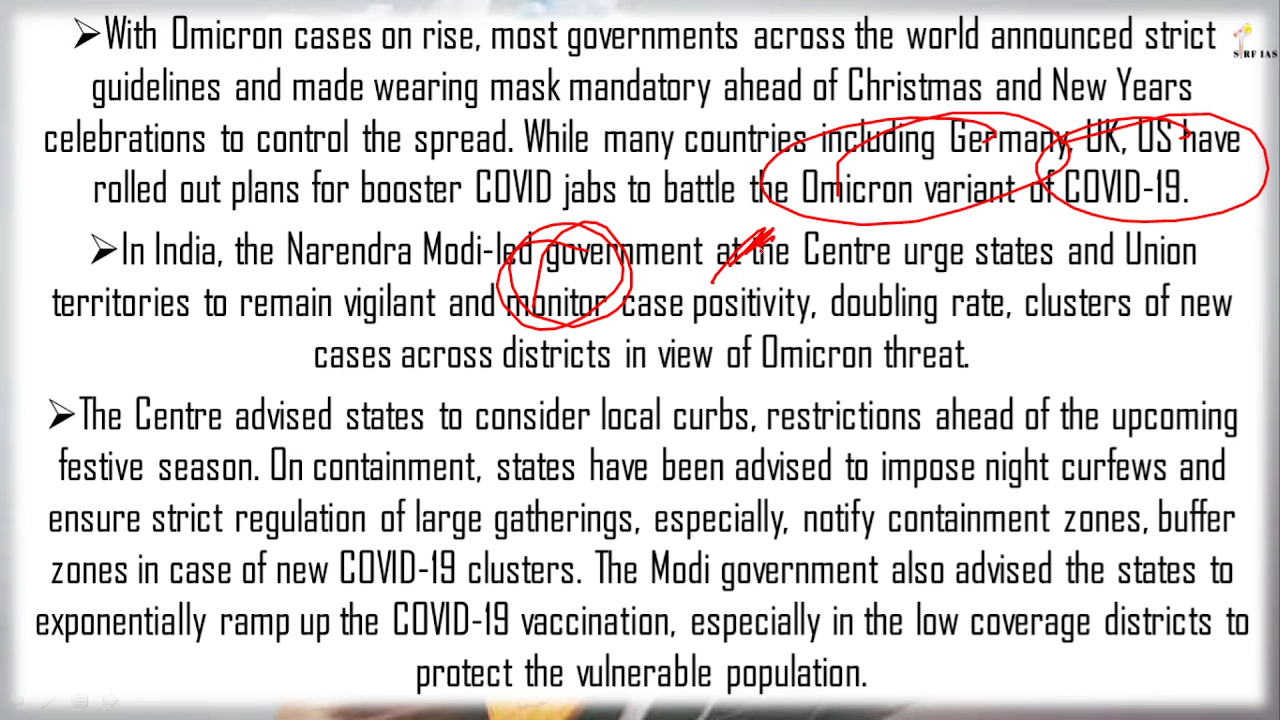 ➢With Omicron cases on rise, most governments across the world announced strict
guidelines and made wearing mask mandatory ahead of Christmas and New Years
celebrations to control the spread. While many countries including Germany, UK, US have
rolled out plans for booster COVID jabs to battle the Omicron variant of COVID-19.
➢In India, the Narendra Modi-led government at the Centre urge states and Union
territories to remain vigilant and monitor case positivity, doubling rate, clusters of new
cases across districts in view of Omicron threat.
➢The Centre advised states to consider local curbs, restrictions ahead of the upcoming
festive season. On containment, states have been advised to impose night curfews and
ensure strict regulation of large gatherings, especially, notify containment zones, buffer
zones in case of new COVID-19 clusters. The Modi government also advised the states to
exponentially ramp up the COVID-19 vaccination, especially in the low coverage districts to
protect the vulnerable population.